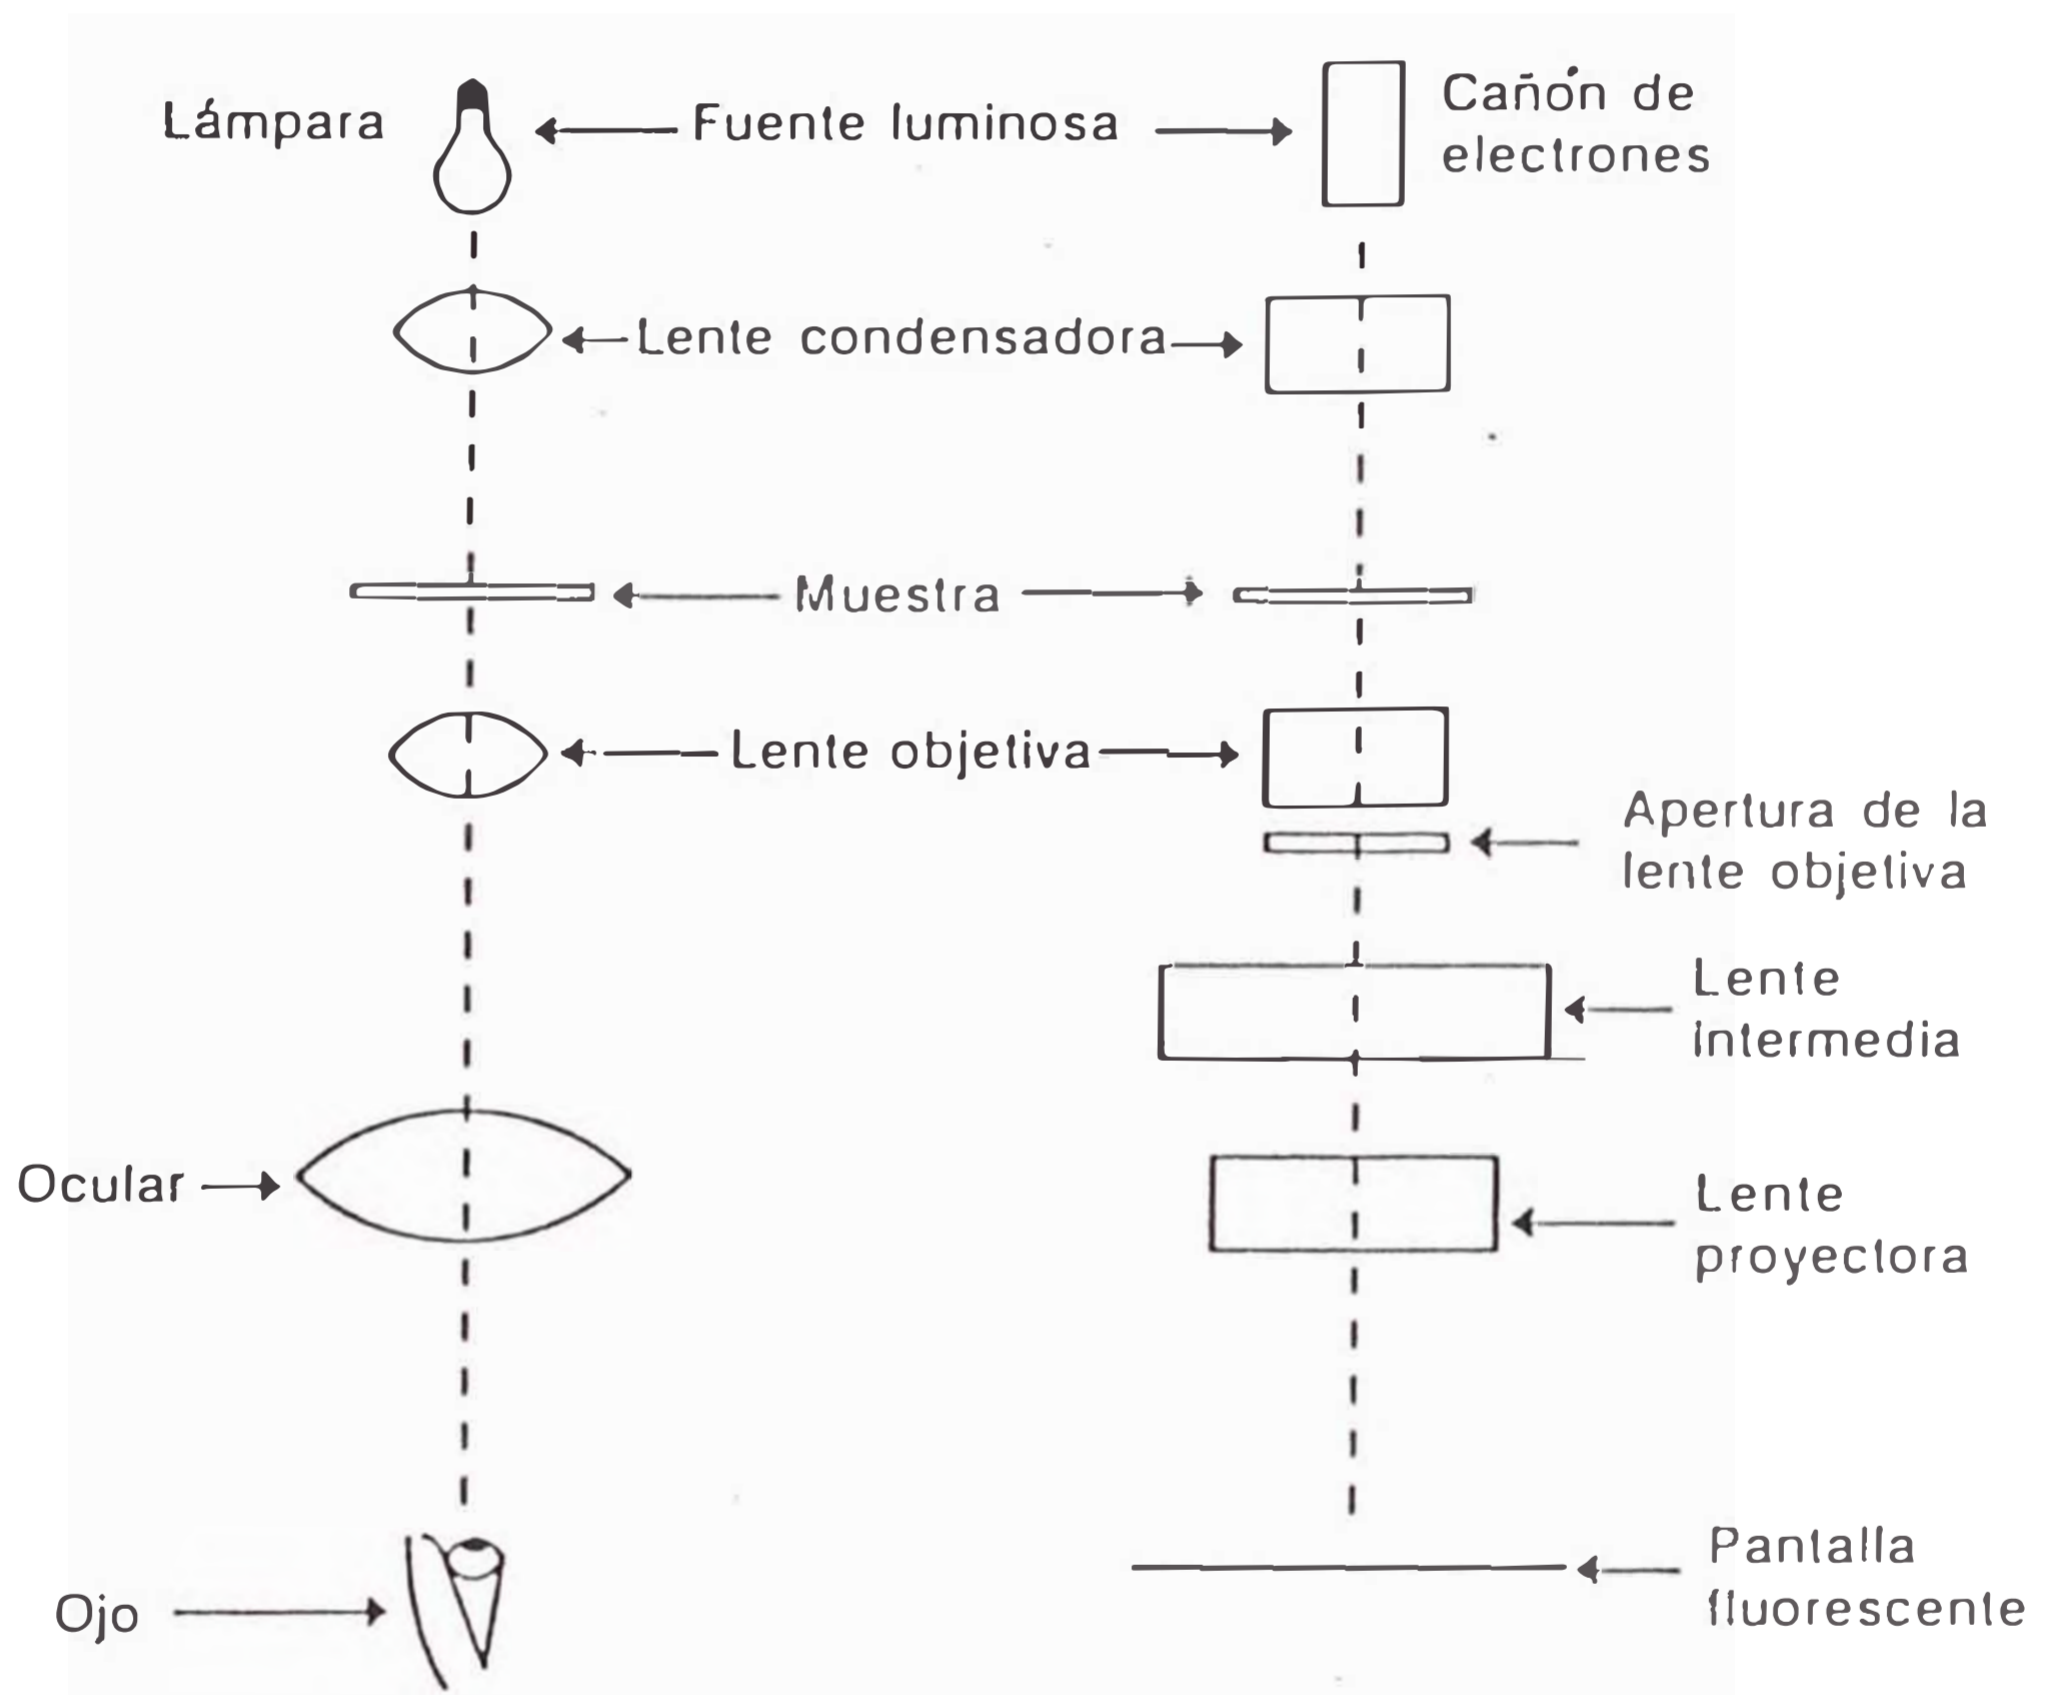 Lámpara
Fuente luminosa
Cañón de
electrones
Lente condensadora
Muestra
Lente objetiva
Apertura de la
lente objetiva
Lente
Intermedia
Ocular
Lente
proyectora
Pantalla
fluorescente
Ojo